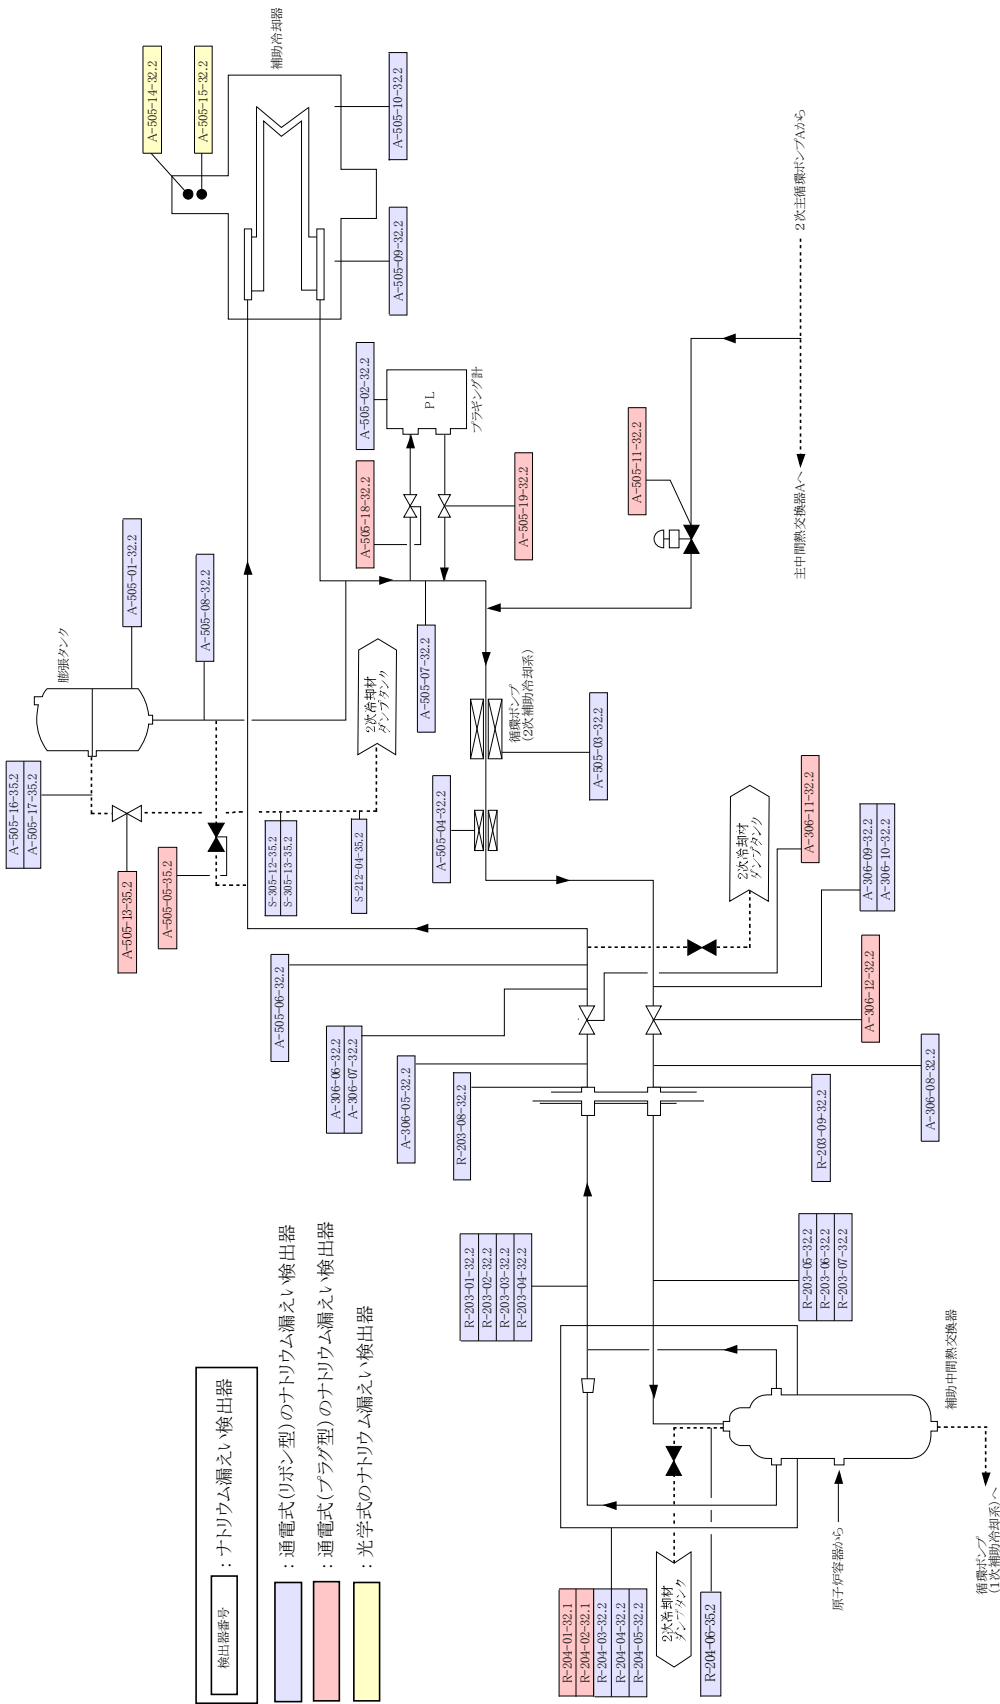 検出器番号
：ナトリウム漏えい検出器
：通電式(リボン型)のナトリウム漏えい検出器
：通電式(プラグ型)のナトリウム漏えい検出器
：光学式のナトリウム漏えい検出器
A-505-16-35.2
A-505-17-35.2
膨張タンク
A-505-01-32.2
A-505-08-32.2
A-505-13-35.2
A-505-05-35.2
S-305-12-35.2
S-305-13-35.2
S-212-04-35.2
2次冷却材
ダンプタンク
A-505-14-32.2
A-505-15-32.2
補助冷却器
A-505-10-32.2
A-505-09-32.2
A-505-02-32.2
PL
プラギング計
A-505-18-32.2
A-505-19-32.2
A-505-07-32.2
A-505-11-32.2
2次主循環ポンプAから
主中間熱交換器Aへ
循環ポンプ
(2次補助冷却系)
A-505-03-32.2
A-505-04-32.2
A-505-06-32.2
A-306-06-32.2
A-306-07-32.2
A-306-05-32.2
R-203-08-32.2
2次冷却材
ダンプタンク
A-306-11-32.2
A-306-09-32.2
A-306-10-32.2
A-306-12-32.2
A-306-08-32.2
R-203-09-32.2
R-203-01-32.2
R-203-02-32.2
R-203-03-32.2
R-203-04-32.2
R-203-05-32.2
R-203-06-32.2
R-203-07-32.2
R-204-01-32.1
R-204-02-32.1
R-204-03-32.2
R-204-04-32.2
R-204-05-32.2
2次冷却材
ダンプタンク
R-204-06-35.2
補助中間熱交換器
原子炉容器から
循環ポンプ
(1次補助冷却系)へ